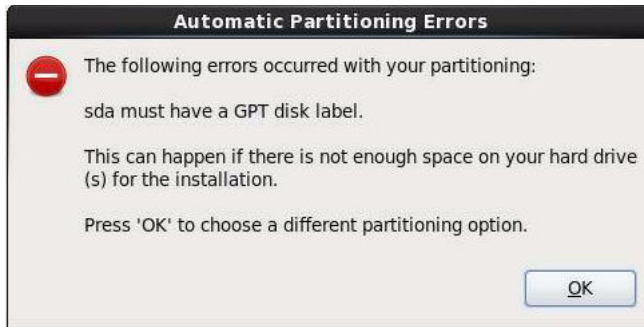 Automatic Partitioning Errors
The following errors occurred with your partitioning:
sda must have a GPT disk label.
This can happen if there is not enough space on your hard drive
(s) for the installation.
Press 'OK' to choose a different partitioning option.
OK